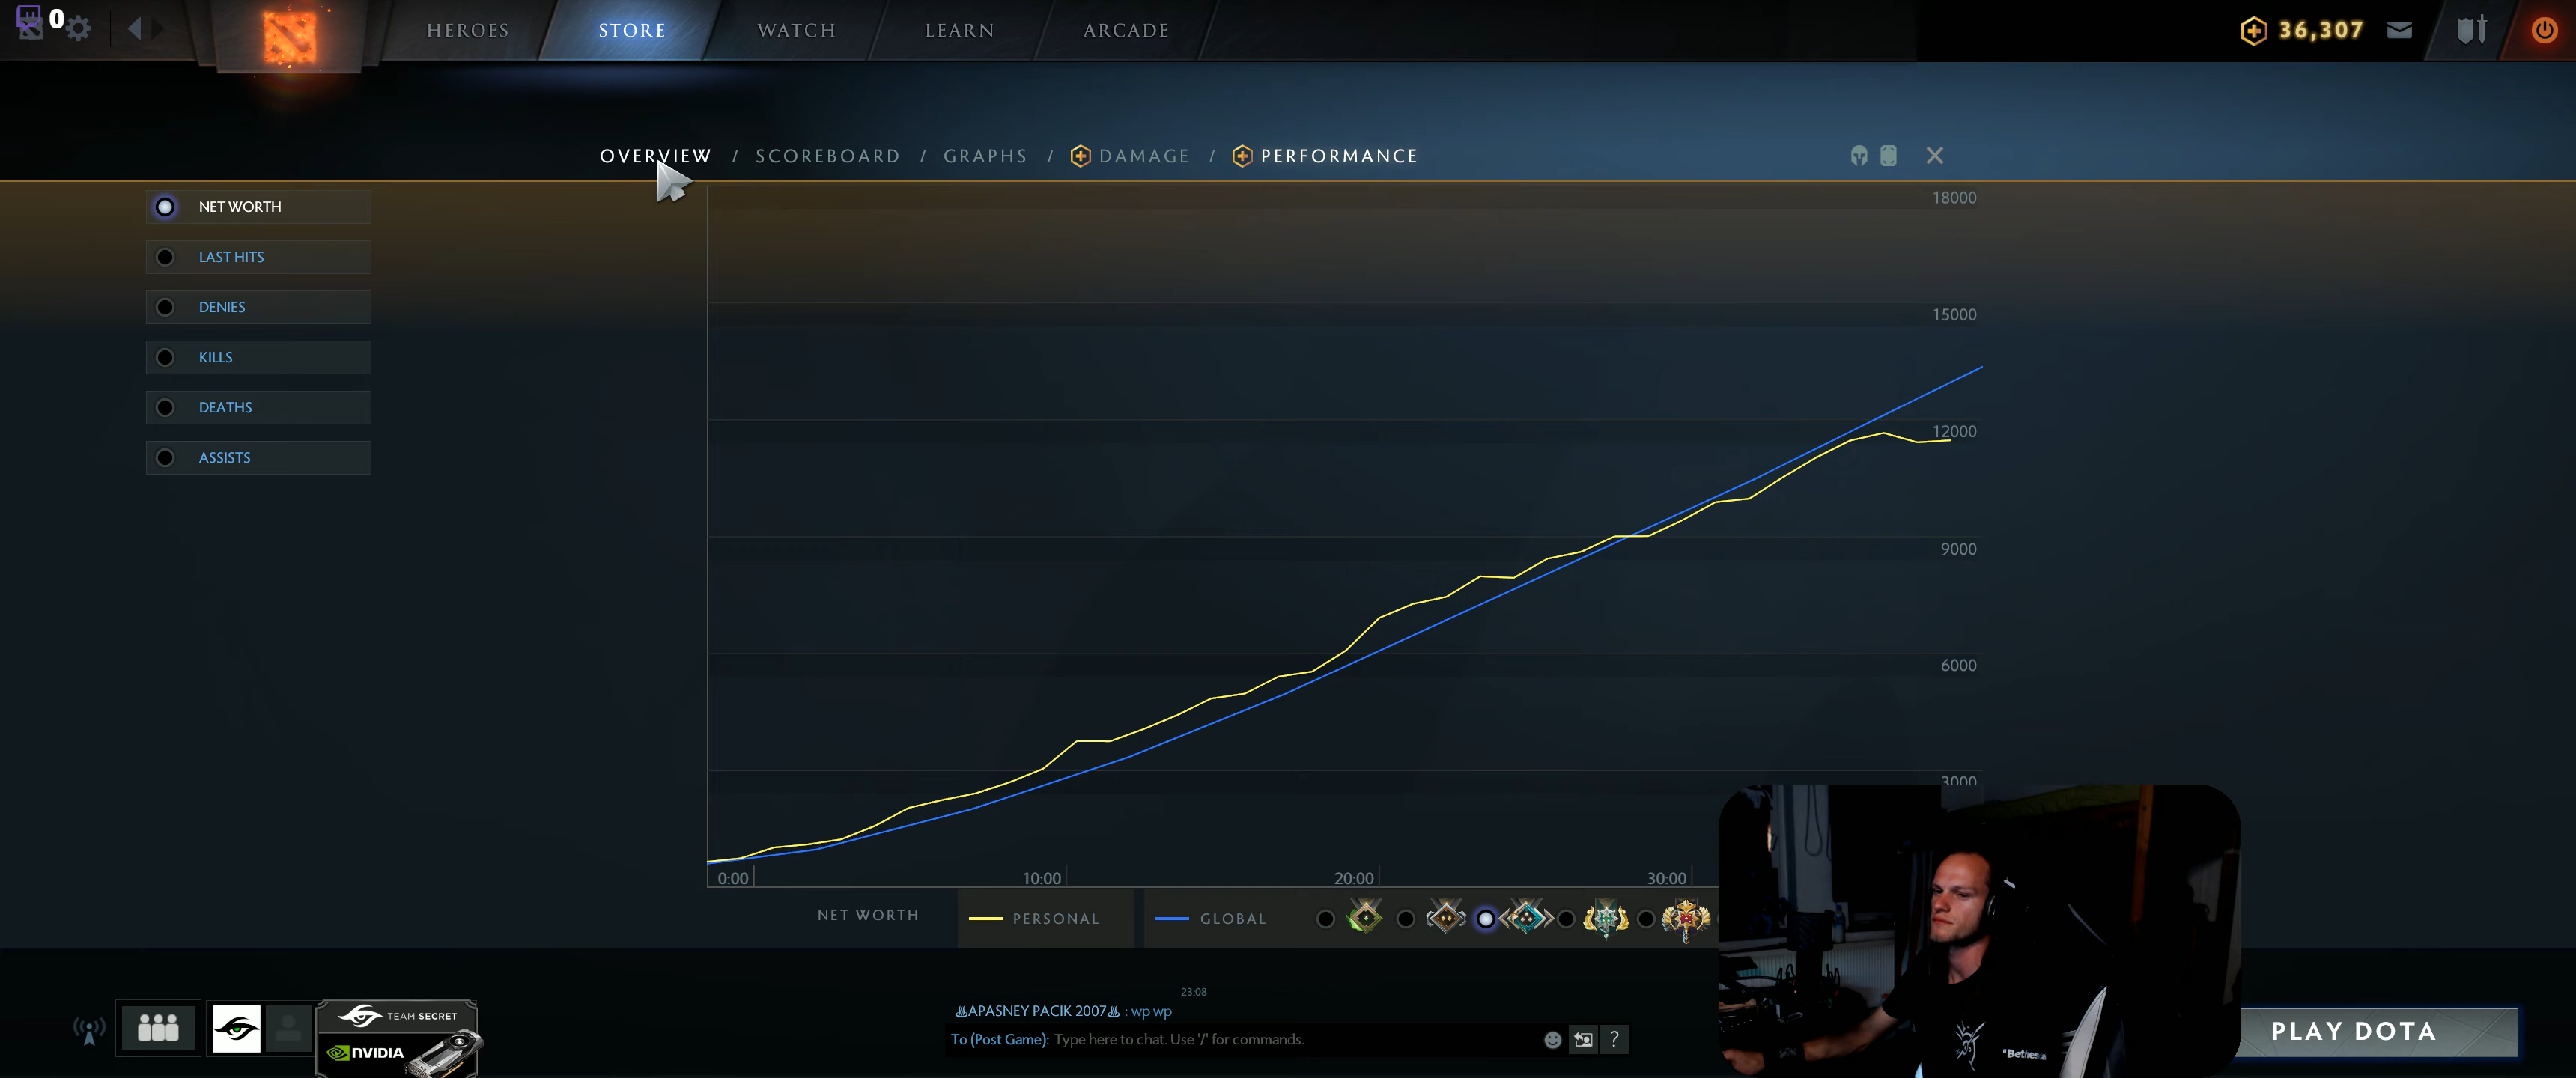 0
HEROES
STORE
WATCH
LEARN
ARCADE
36,307
OVERVIEW / SCOREBOARD / GRAPHS / DAMAGE / PERFORMANCE
NET WORTH
LAST HITS
DENIES
KILLS
DEATHS
ASSISTS
18000
15000
12000
9000
6000
3000
0:00
10:00
20:00
30:00
NET WORTH
PERSONAL
GLOBAL
TEAM SECRET
NVIDIA
23:08
♨APASNEY PACIK 2007♨ : wp wp
To (Post Game): Type here to chat. Use '/' for commands.
?
PLAY DOTA